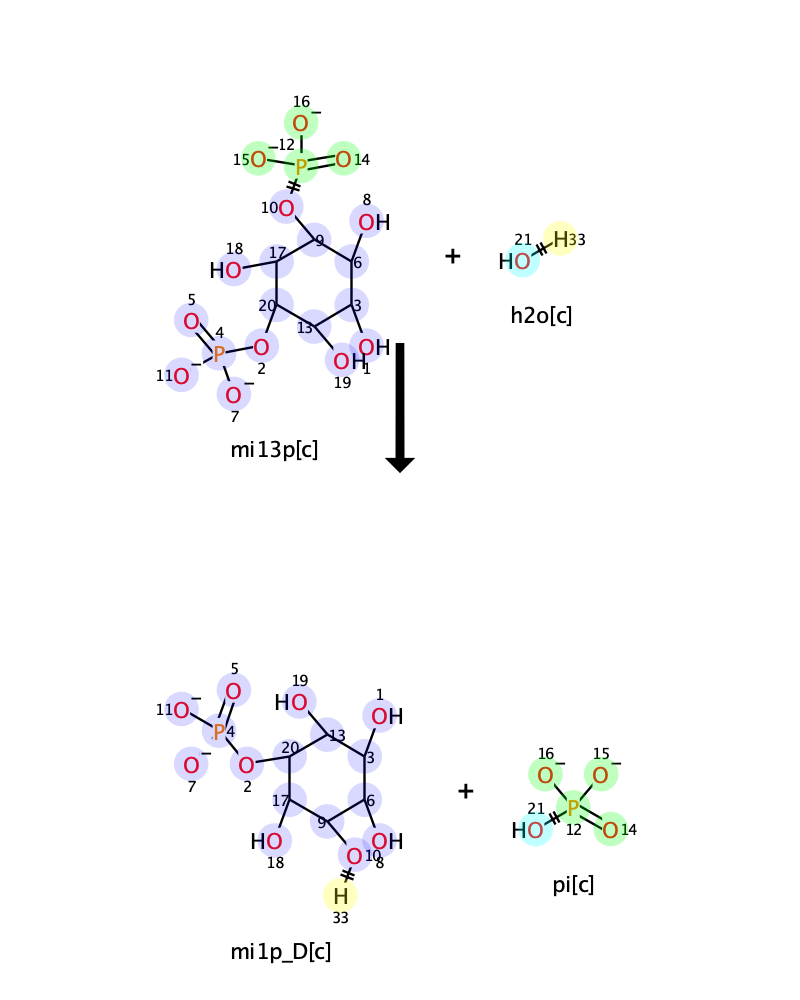 16
O−
15 O− 12 P O 14
10 O 8 OH
9
18 HO 17 6
20 3
13
5 O
4 P O 2
11 O−
O− 7
OH 1
OH 19
mi13p[c]
+
21 HO H 33
h2o[c]
5 O
11 O− P 4
O− 7
O 2
19 HO
1 OH
20 13 3
17 9 6
HO 18
O 10
OH 8
H
33
mi1p_D[c]
+
16 O− 15 O−
21 HO P 12 O 14
pi[c]